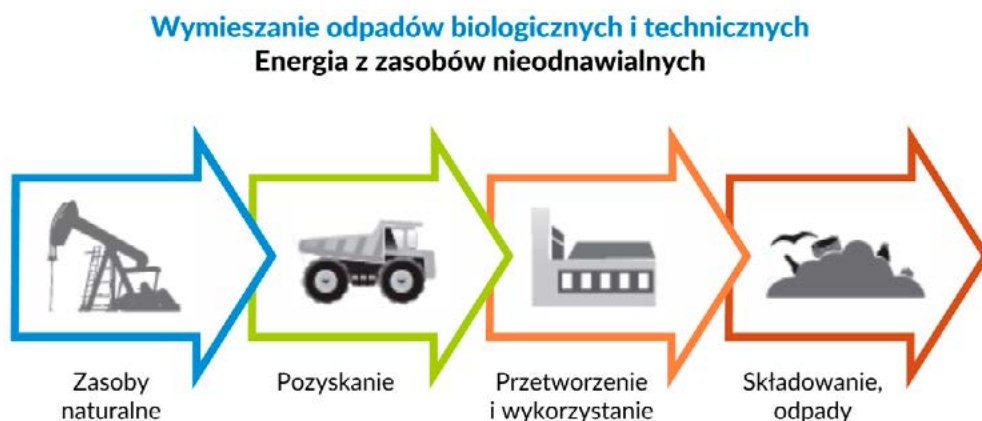 Wymieszanie odpadów biologicznych i technicznych
Energia z zasobów nieodnawialnych
Zasoby
naturalne
Pozyskanie
Przetworzenie
i wykorzystanie
Składowanie,
odpady